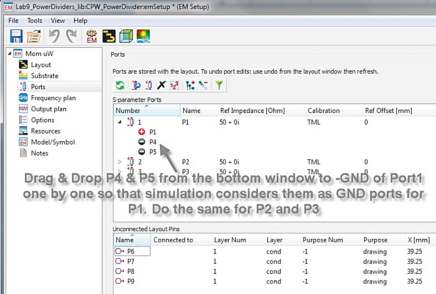 Lab9_PowerDividers_lib:CPW_PowerDivider:emSetup * (EM Setup)
File View Tools Window Help
EM
Mom uW
Layout
Substrate
Ports
Frequency plan
Output plan
Options
Resources
Model/Symbol
Notes
Ports
Ports are stored with the layout. To undo port edits: use undo from the layout window then refresh.
S-parameter Ports
Number Name Ref Impedance [Ohm] Calibration Ref Offset [mm]
1 P1 50 + 0i TML 0
P1
P4
P5
2 P2 50 + 0i TML 0
P3 TML 0
Drag & Drop P4 & P5 from the bottom window to -GND of Port1
one by one so that simulation considers them as GND ports for
P1. Do the same for P2 and P3
Unconnected Layout Pins
Name Connected to Layer Num Layer Purpose Num Purpose X [mm]
P6 1 cond -1 drawing 39.25
P7 1 cond -1 drawing 39.25
P8 1 cond -1 drawing 39.25
P9 1 cond -1 drawing 39.25